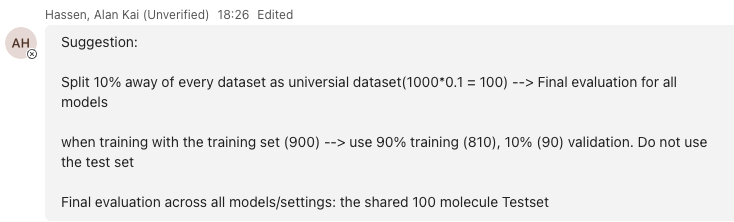 Hassen, Alan Kai (Unverified) 18:26 Edited
AH
Suggestion:
Split 10% away of every dataset as universial dataset(1000*0.1 = 100) --> Final evaluation for all
models
when training with the training set (900) --> use 90% training (810), 10% (90) validation. Do not use
the test set
Final evaluation across all models/settings: the shared 100 molecule Testset